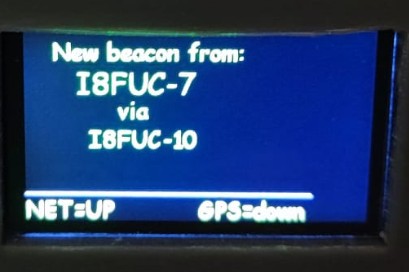 New beacon from:
I8FUC-7
via
I8FUC-10
NET=UP GPS=down